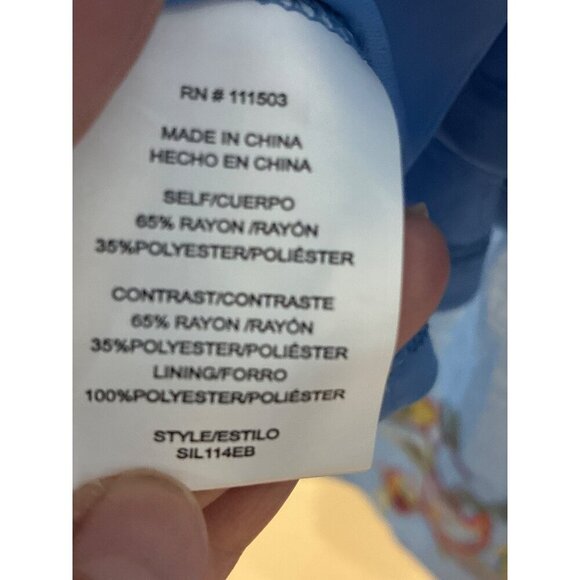 RN # 111503
MADE IN CHINA
HECHO EN CHINA
SELF/CUERPO
65% RAYON /RAYÓN
35%POLYESTER/POLIÉSTER
CONTRAST/CONTRASTE
65% RAYON /RAYÓN
35%POLYESTER/POLIÉSTER
LINING/FORRO
100%POLYESTER/POLIÉSTER
STYLE/ESTILO
SIL114EB